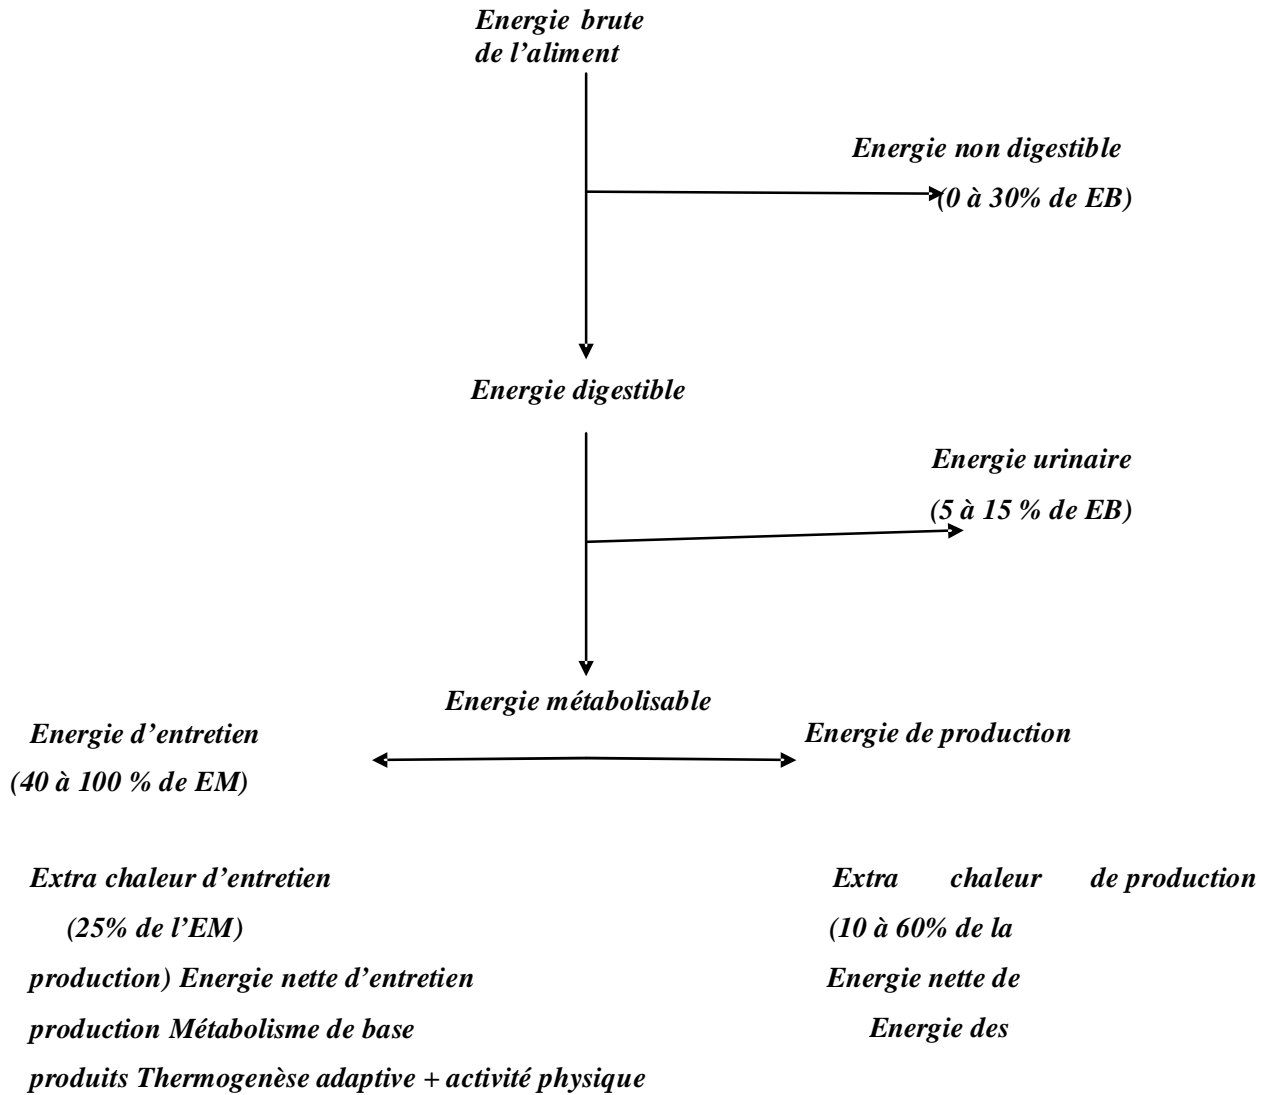 Energie brute
de l’aliment
Energie non digestible
(0 à 30% de EB)
Energie digestible
Energie urinaire
(5 à 15 % de EB)
Energie métabolisable
Energie d’entretien
(40 à 100 % de EM)
Energie de production
Extra chaleur d’entretien
Extra chaleur de production
(25% de l’EM)
(10 à 60% de la
production) Energie nette d’entretien
Energie nette de
production Métabolisme de base
Energie des
produits Thermogenèse adaptive + activité physique